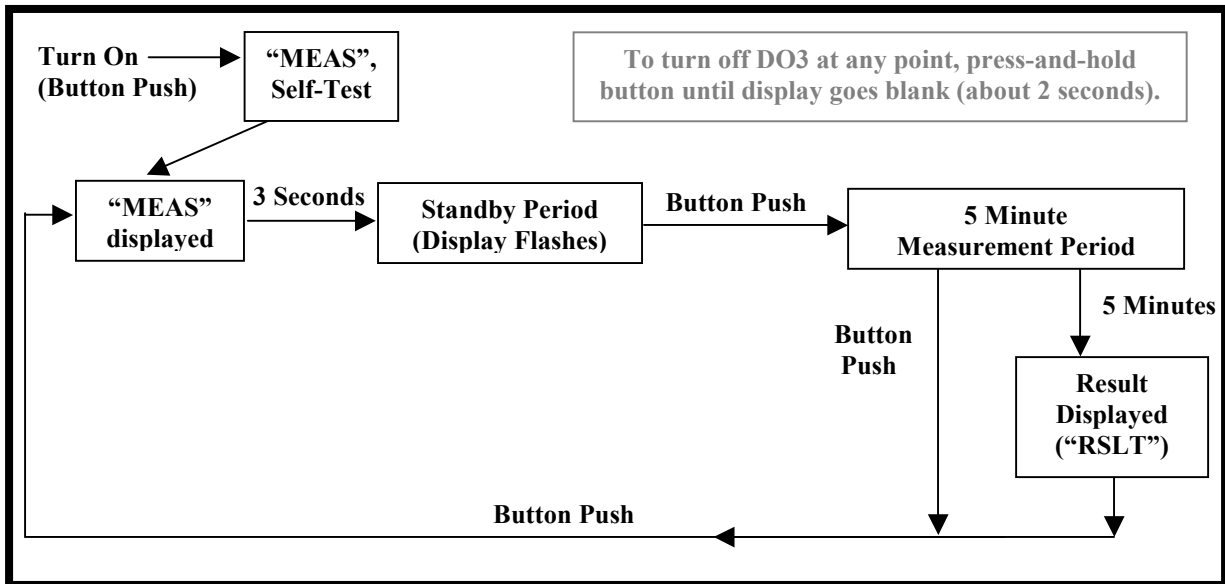 Turn On
(Button Push)
“MEAS”,
Self-Test
To turn off DO3 at any point, press-and-hold
button until display goes blank (about 2 seconds).
“MEAS”
displayed
3 Seconds
Standby Period
(Display Flashes)
Button Push
5 Minute
Measurement Period
Button
Push
5 Minutes
Result
Displayed
(“RSLT”)
Button Push